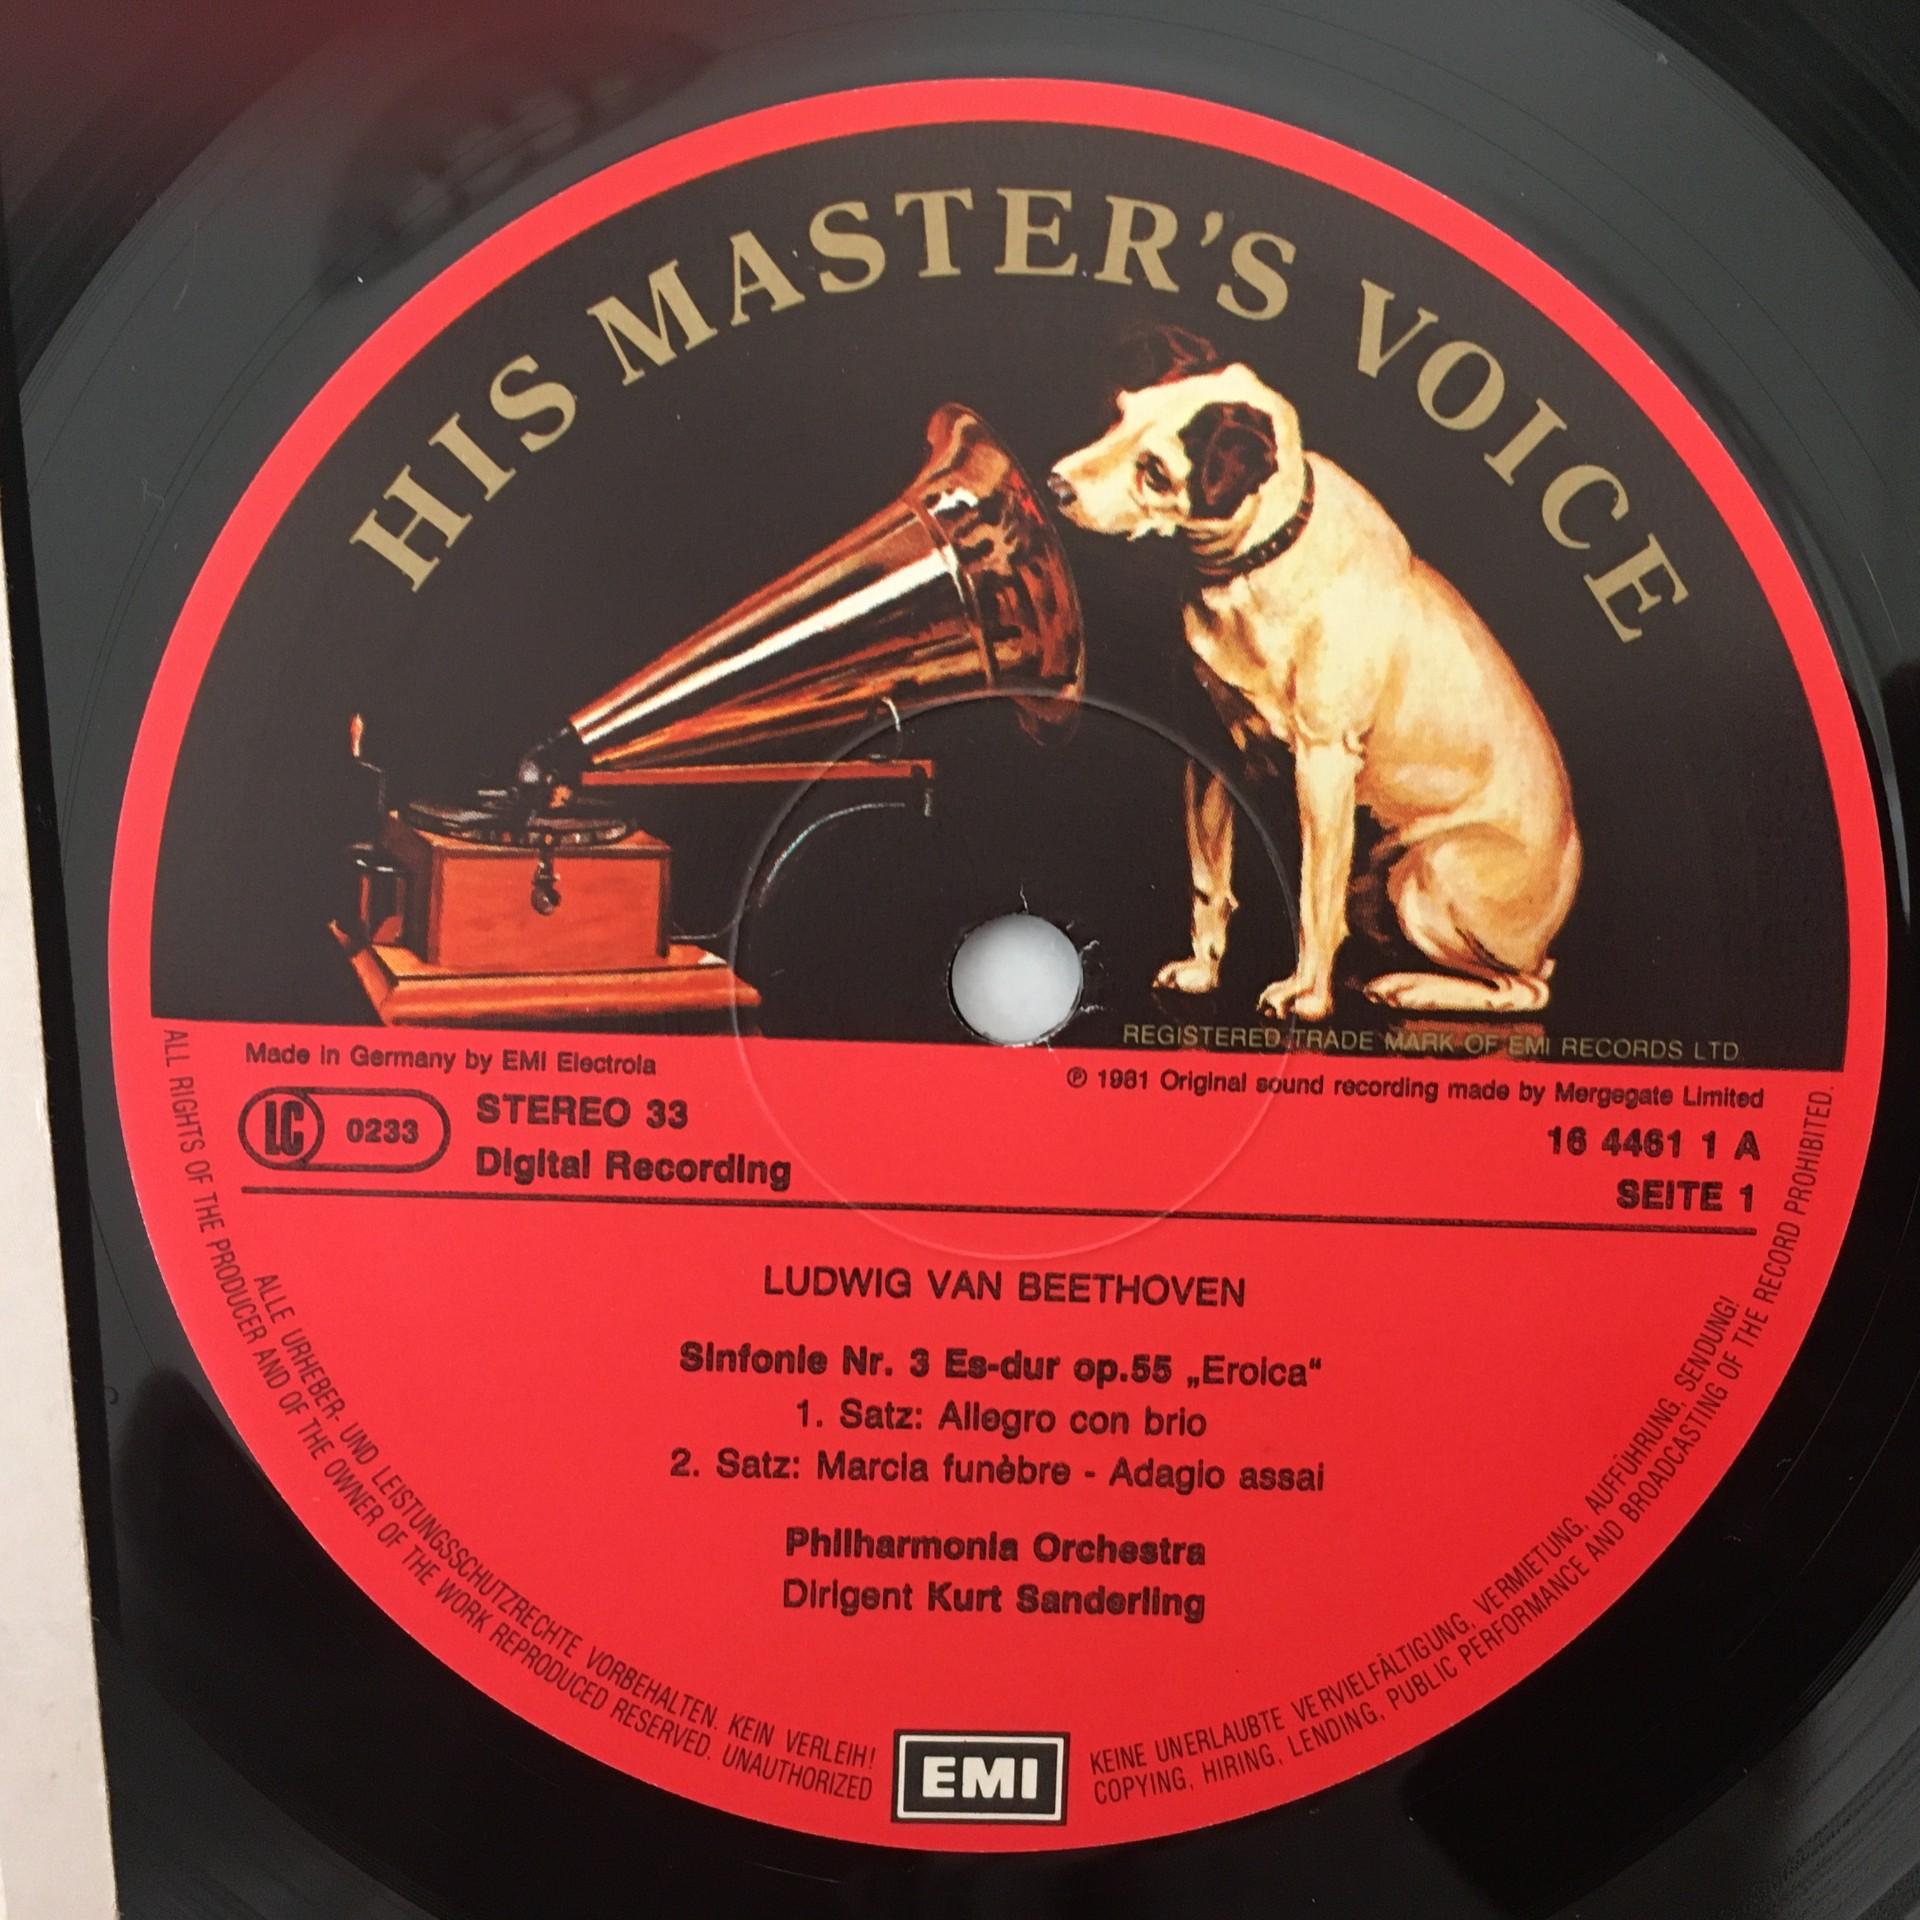 HIS MASTER'S VOICE
REGISTERED TRADE MARK OF EMI RECORDS LTD
Made in Germany by EMI Electrola
℗ 1981 Original sound recording made by Mergegate Limited
LC 0233
STEREO 33
Digital Recording
16 4461 1 A
SEITE 1
LUDWIG VAN BEETHOVEN
Sinfonie Nr. 3 Es-dur op.55 „Eroica“
1. Satz: Allegro con brio
2. Satz: Marcia funèbre - Adagio assai
Philharmonia Orchestra
Dirigent Kurt Sanderling
ALLE URHEBER- UND LEISTUNGSSCHUTZRECHTE VORBEHALTEN. KEIN VERLEIH!
KEINE UNERLAUBTE VERVIELFÄLTIGUNG, VERMIETUNG, AUFFÜHRUNG, SENDUNG!
ALL RIGHTS OF THE PRODUCER AND OF THE OWNER OF THE WORK REPRODUCED RESERVED. UNAUTHORIZED
COPYING, HIRING, LENDING, PUBLIC PERFORMANCE AND BROADCASTING OF THE RECORD PROHIBITED.
EMI